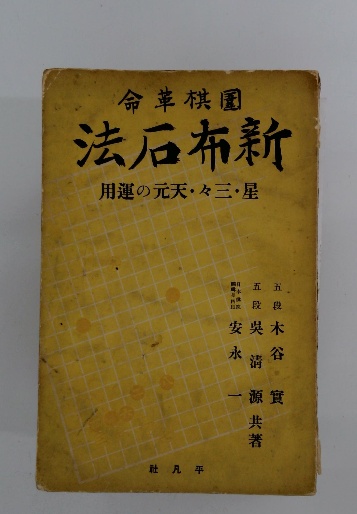 圍棋革命
新布石法
星・三々・天元の運用
五段 木谷實
五段 吳清源共著
安永一
平凡社